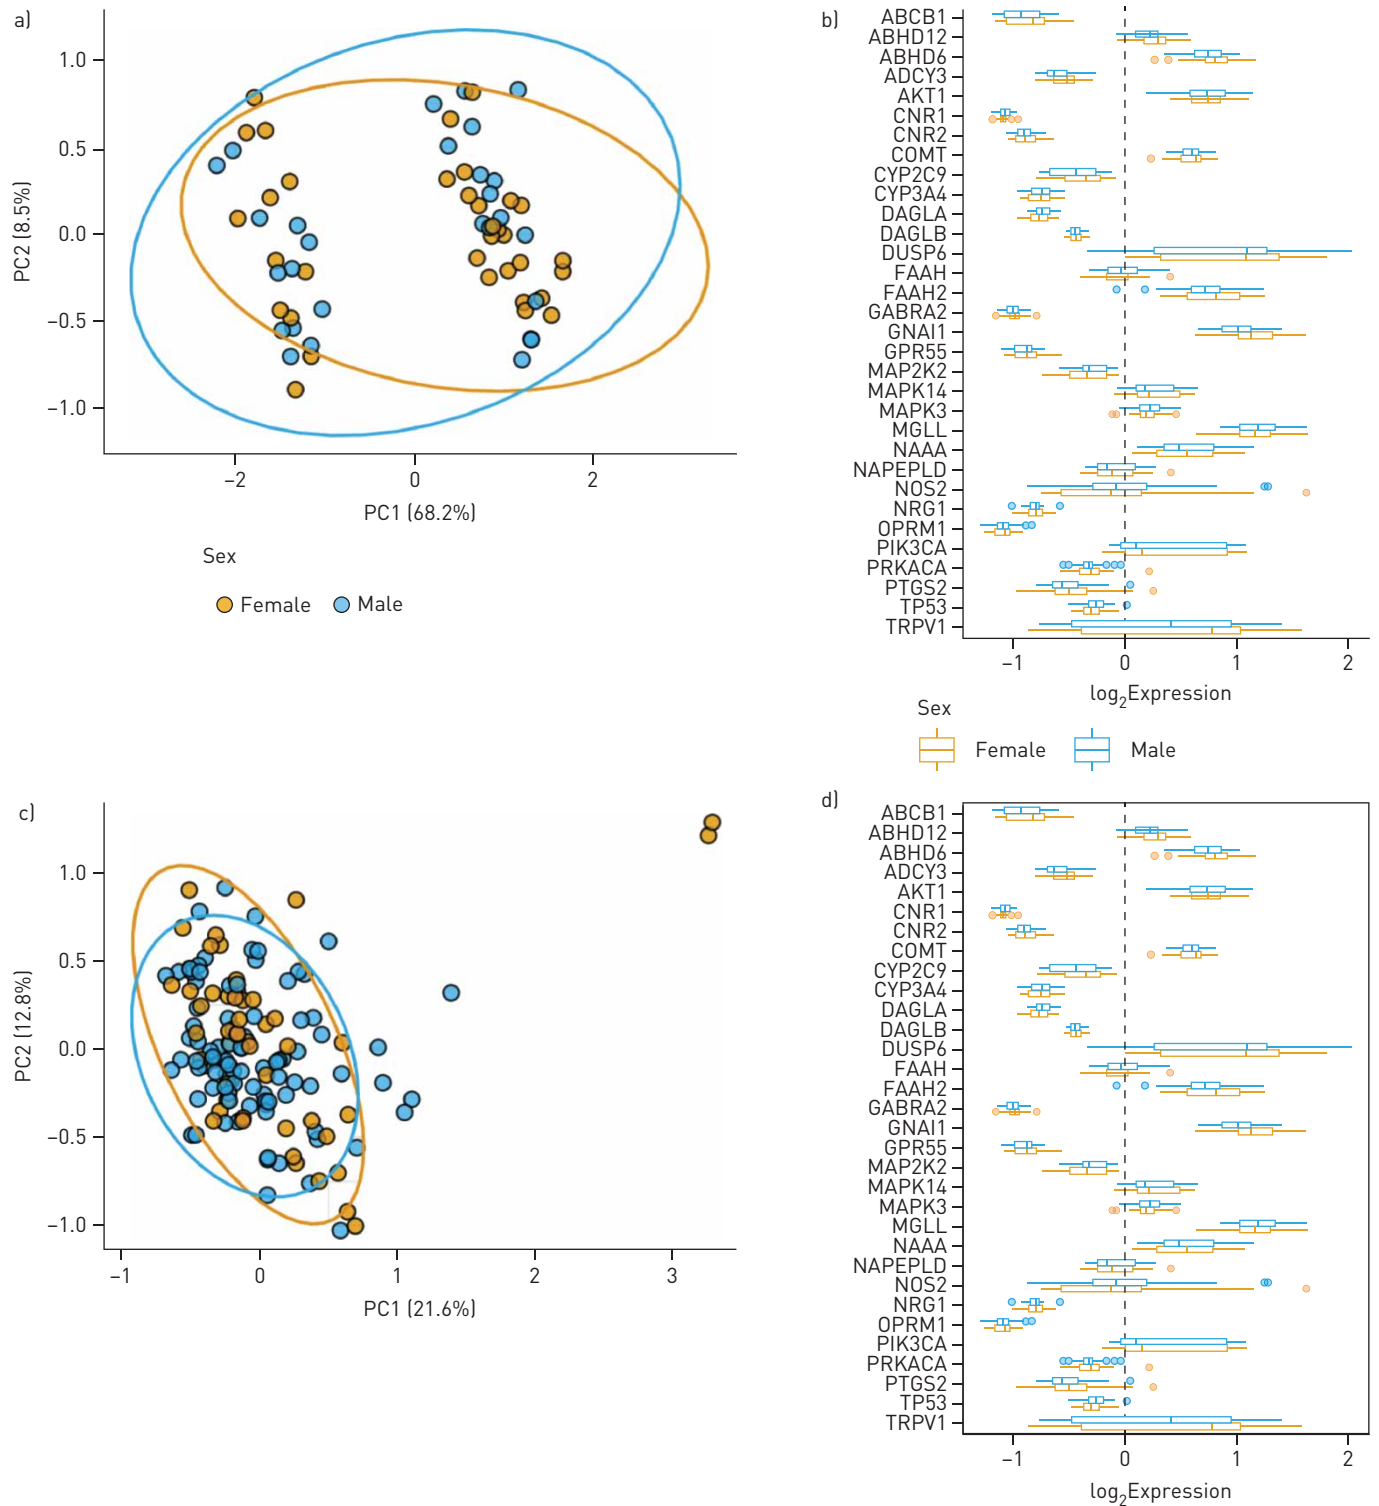 a)
1.0
0.5
0.0
−0.5
−1.0
PC2 (8.5%)
−2
0
2
PC1 (68.2%)
Sex
Female
Male
b)
ABCB1
ABHD12
ABHD6
ADCY3
AKT1
CNR1
CNR2
COMT
CYP2C9
CYP3A4
DAGLA
DAGLB
DUSP6
FAAH
FAAH2
GABRA2
GNAI1
GPR55
MAP2K2
MAPK14
MAPK3
MGLL
NAAA
NAPEPLD
NOS2
NRG1
OPRM1
PIK3CA
PRKACA
PTGS2
TP53
TRPV1
−1
0
1
2
log2Expression
Sex
Female
Male
c)
1.0
0.5
0.0
−0.5
−1.0
PC2 (12.8%)
−1
0
1
2
3
PC1 (21.6%)
d)
ABCB1
ABHD12
ABHD6
ADCY3
AKT1
CNR1
CNR2
COMT
CYP2C9
CYP3A4
DAGLA
DAGLB
DUSP6
FAAH
FAAH2
GABRA2
GNAI1
GPR55
MAP2K2
MAPK14
MAPK3
MGLL
NAAA
NAPEPLD
NOS2
NRG1
OPRM1
PIK3CA
PRKACA
PTGS2
TP53
TRPV1
−1
0
1
2
log2Expression